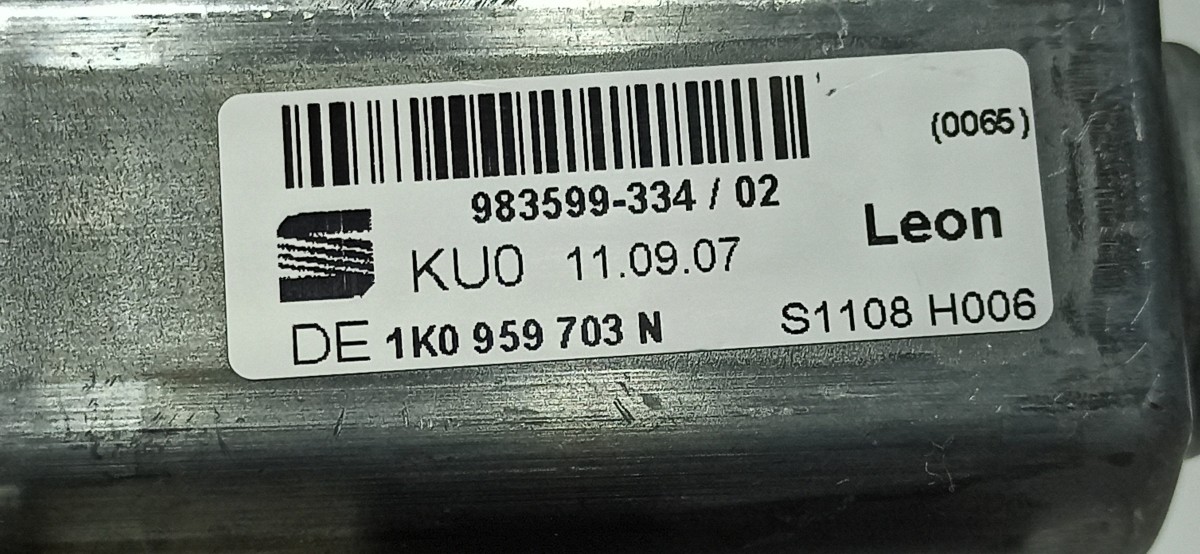 (0065)
983599-334 / 02
Leon
KU0 11.09.07
DE 1K0 959 703 N
S1108 H006